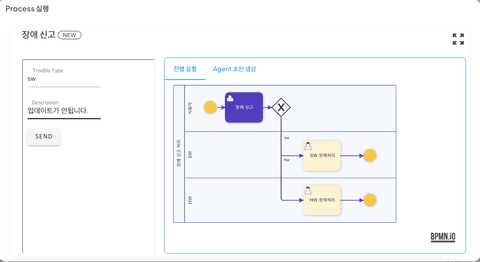 Process 실행
장애 신고 NEW
Trouble Type
sw
Description
업데이트가 안됩니다.
SEND
진행 상황
Agent 초안 생성
장애 신고 처리
사용자
장애 신고
SW
sw
SW 장애처리
hw
HW
HW 장애처리
BPMN.iO